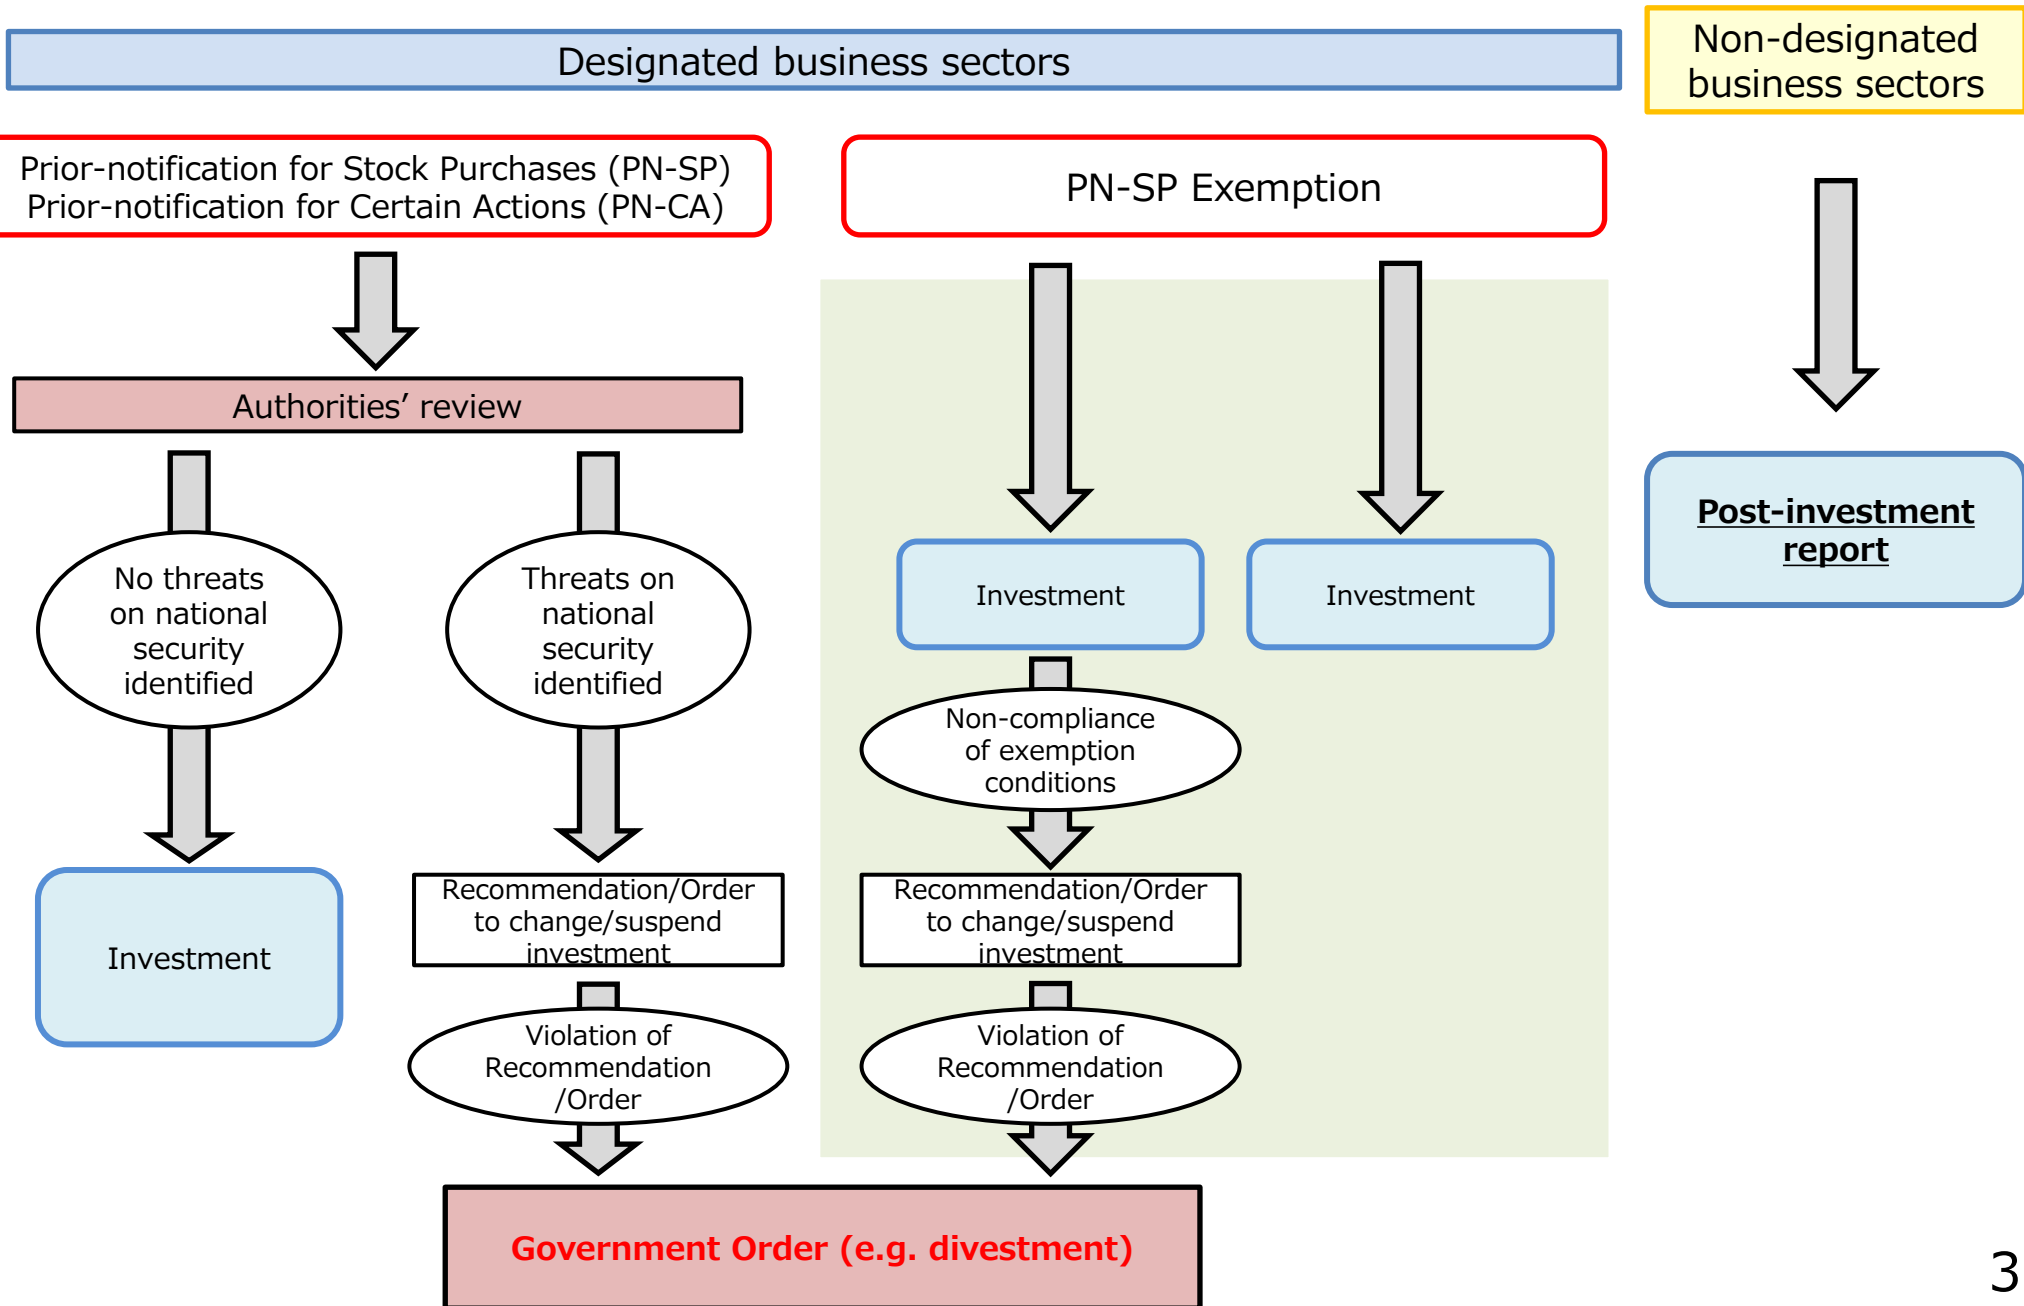 Designated business sectors
Non-designated
business sectors
Prior-notification for Stock Purchases (PN-SP)
Prior-notification for Certain Actions (PN-CA)
PN-SP Exemption
Authorities’ review
No threats
on national
security
identified
Threats on
national
security
identified
Investment
Investment
Post-investment
report
Non-compliance
of exemption
conditions
Investment
Recommendation/Order
to change/suspend
investment
Recommendation/Order
to change/suspend
investment
Violation of
Recommendation
/Order
Violation of
Recommendation
/Order
Government Order (e.g. divestment)
3